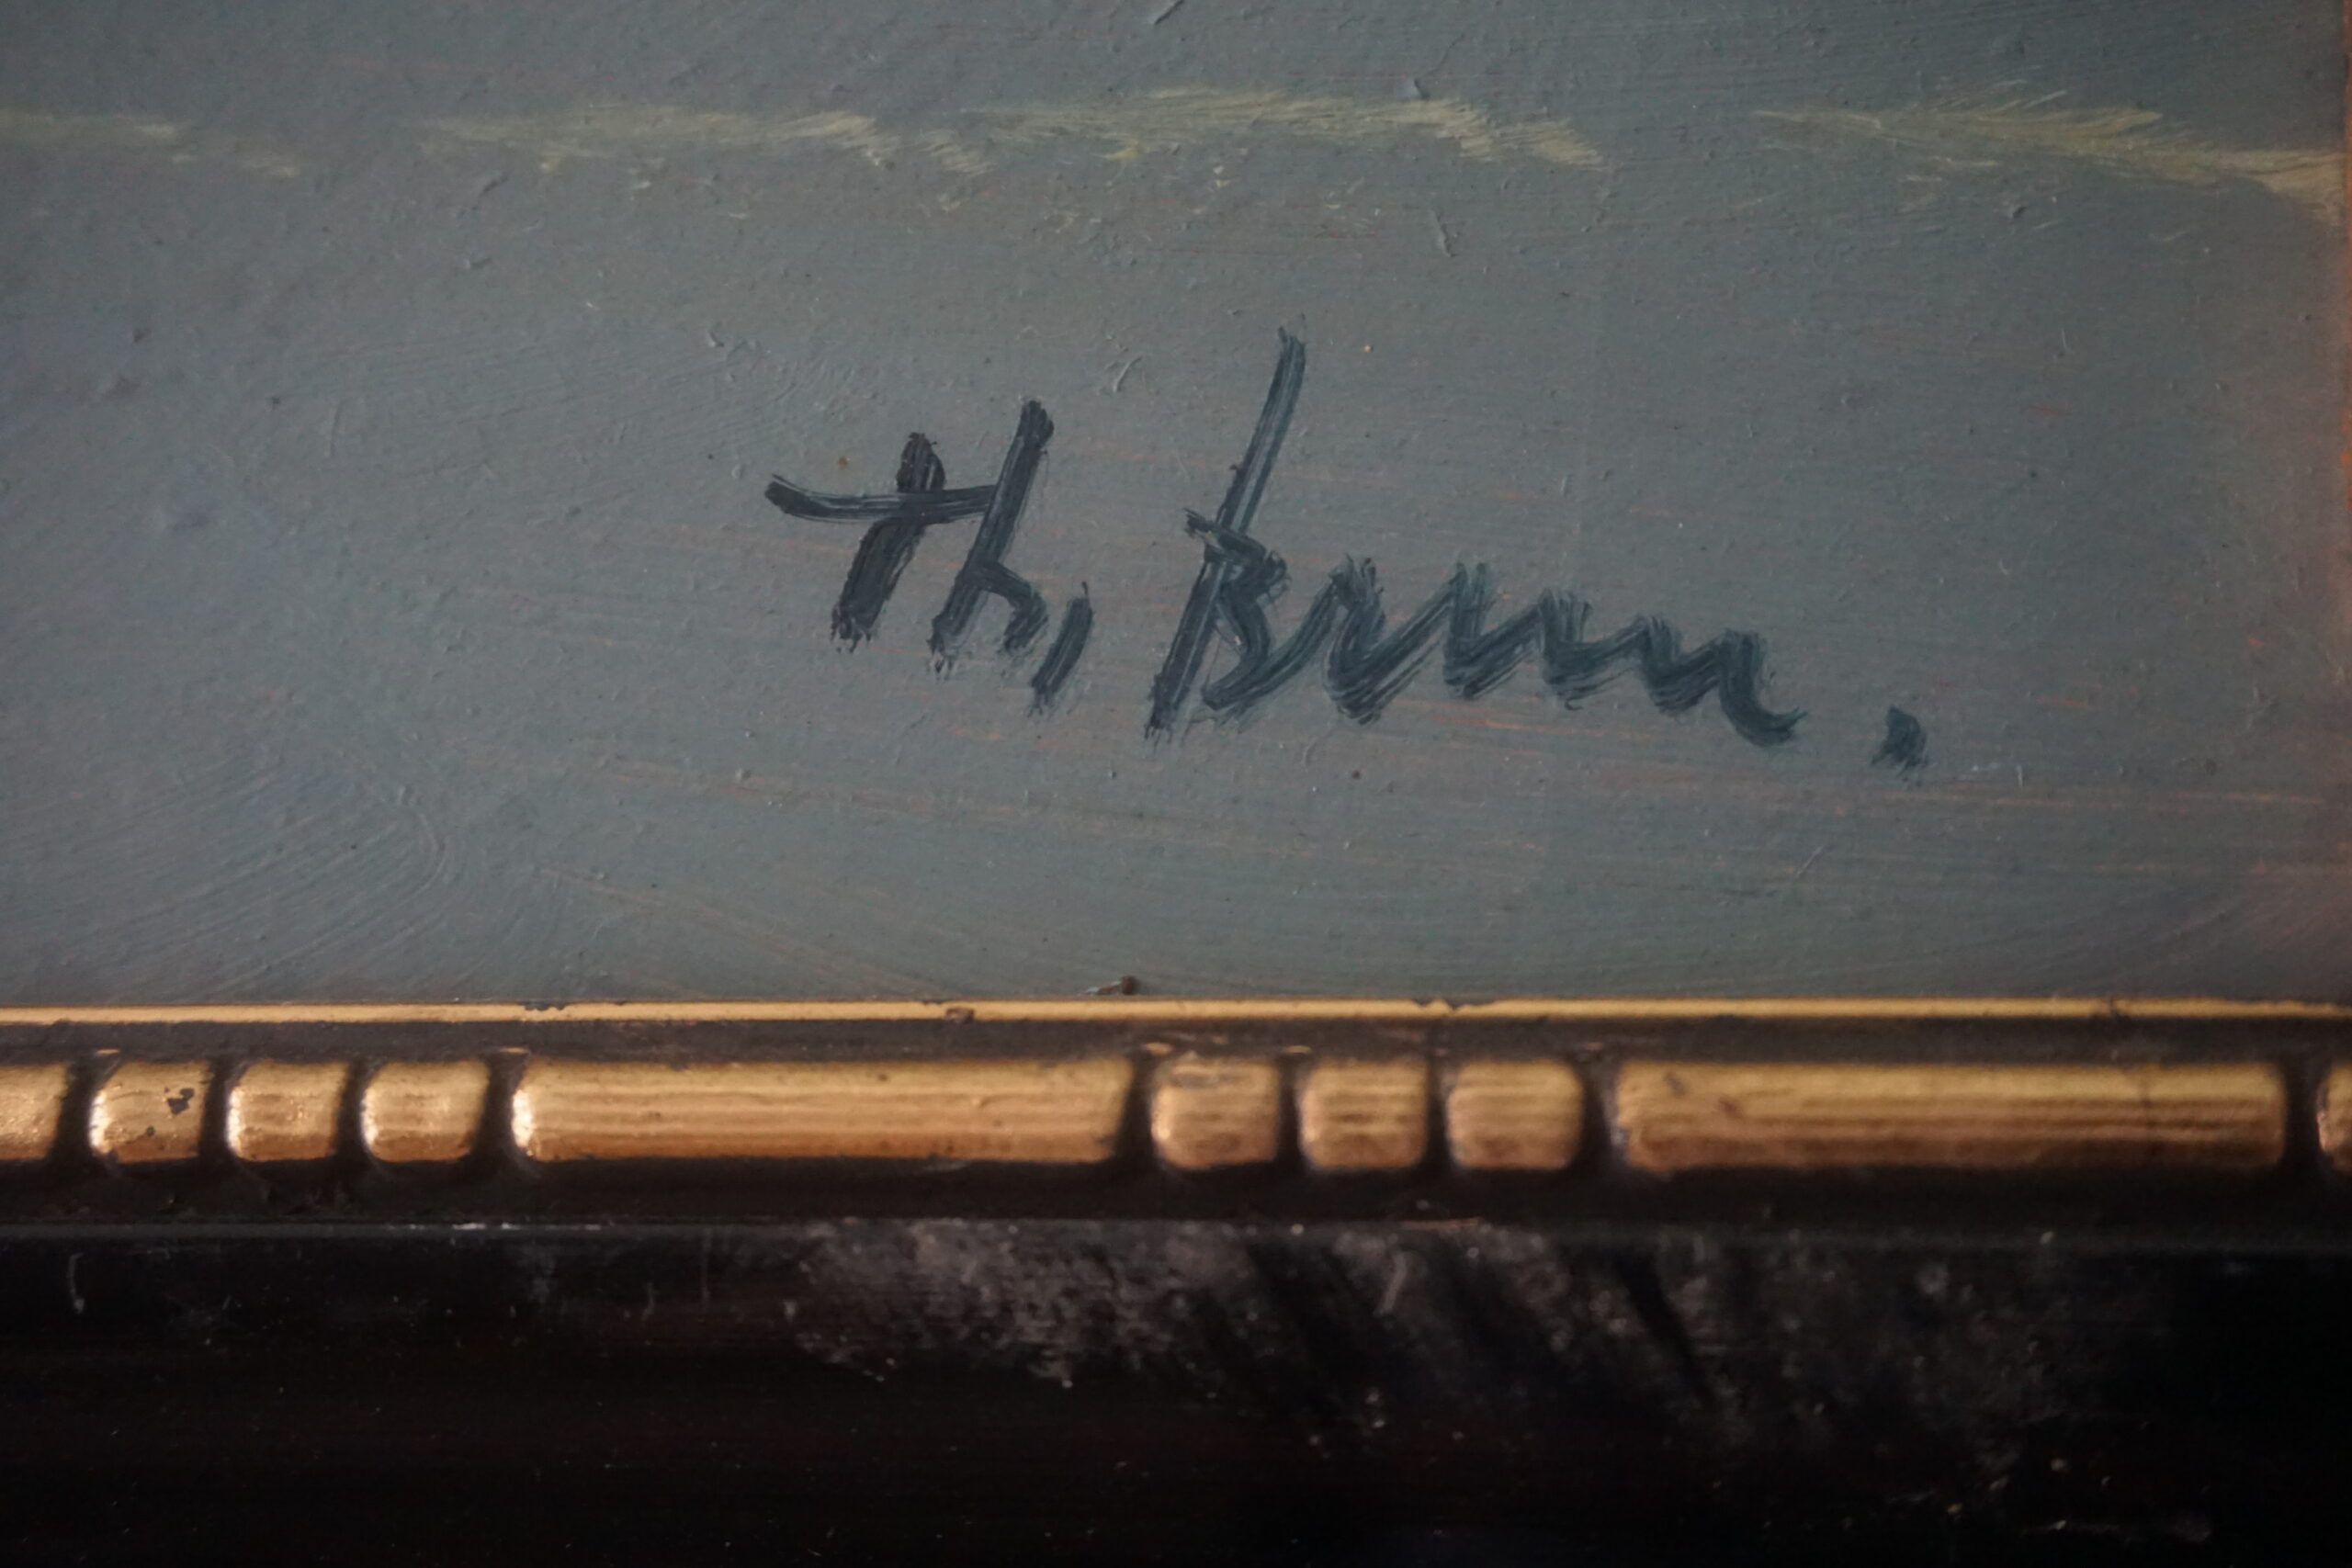 Th, Brun.